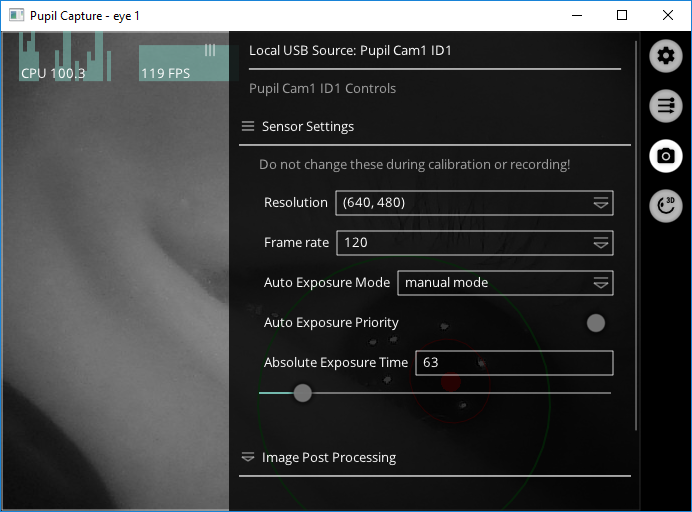 Pupil Capture - eye 1
CPU 100.3
119 FPS
Local USB Source: Pupil Cam1 ID1
Pupil Cam1 ID1 Controls
Sensor Settings
Do not change these during calibration or recording!
Resolution (640, 480)
Frame rate 120
Auto Exposure Mode manual mode
Auto Exposure Priority
Absolute Exposure Time 63
Image Post Processing
3D